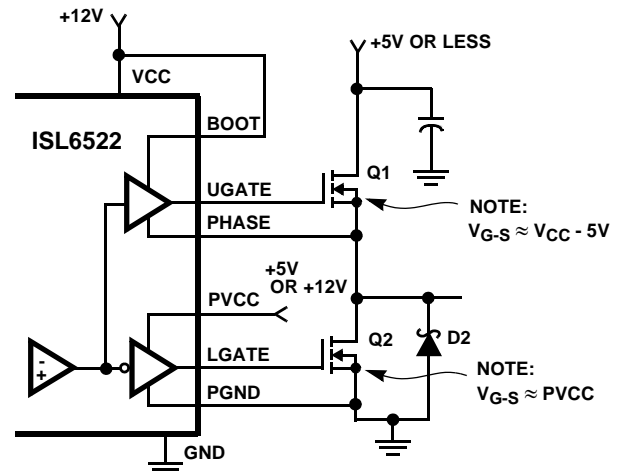 +12V
+5V OR LESS
VCC
BOOT
ISL6522
Q1
UGATE
NOTE:
VG-S ≈ VCC - 5V
PHASE
+5V
OR +12V
PVCC
Q2
D2
LGATE
NOTE:
VG-S ≈ PVCC
- +
PGND
GND